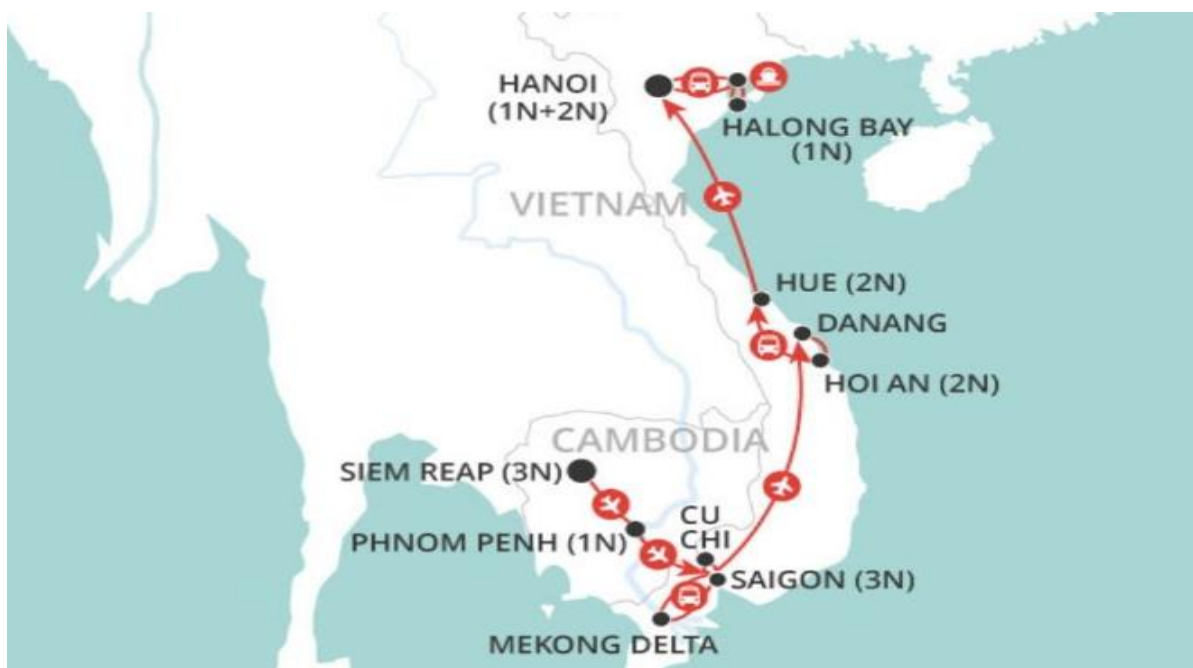 HANOI
(1N+2N)
HALONG BAY
(1N)
VIETNAM
HUE (2N)
DANANG
HOI AN (2N)
CAMBODIA
SIEM REAP (3N)
CU
CHI
PHNOM PENH (1N)
SAIGON (3N)
MEKONG DELTA